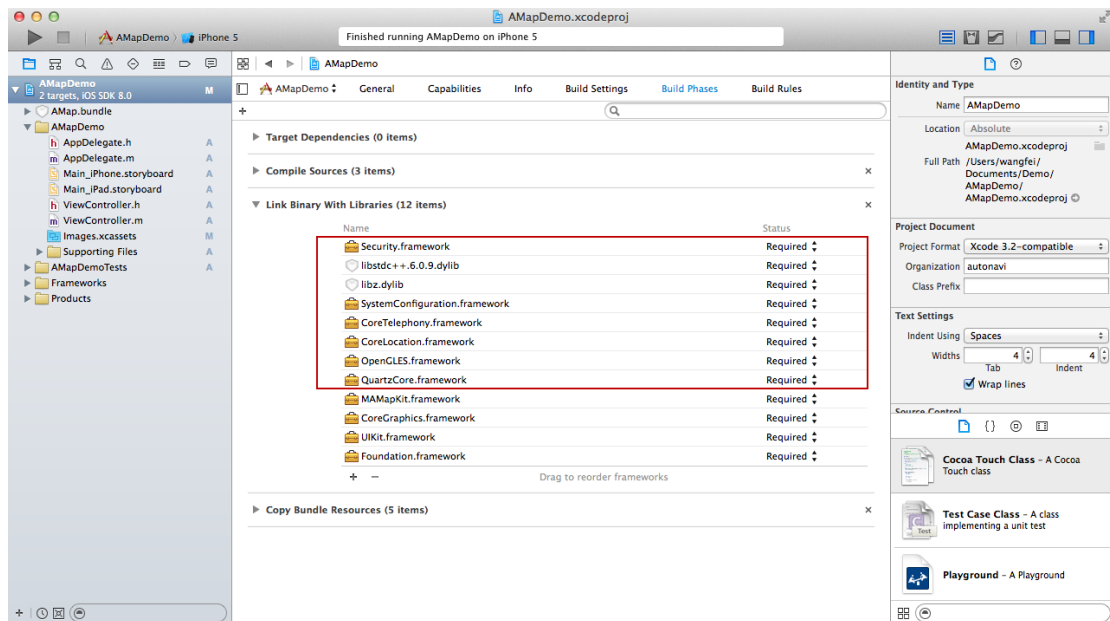 AMapDemo.xcodeproj
AMapDemo iPhone 5
Finished running AMapDemo on iPhone 5
AMapDemo
2 targets, iOS SDK 8.0
M
AMap.bundle
AMapDemo
AppDelegate.h A
AppDelegate.m A
Main_iPhone.storyboard A
Main_iPad.storyboard A
ViewController.h A
ViewController.m A
Images.xcassets M
Supporting Files A
AMapDemoTests A
Frameworks
Products
AMapDemo
AMapDemo General Capabilities Info Build Settings Build Phases Build Rules
Target Dependencies (0 items)
Compile Sources (3 items)
Link Binary With Libraries (12 items)
Name Status
Security.framework Required
libstdc++.6.0.9.dylib Required
libz.dylib Required
SystemConfiguration.framework Required
CoreTelephony.framework Required
CoreLocation.framework Required
OpenGLES.framework Required
QuartzCore.framework Required
MAMapKit.framework Required
CoreGraphics.framework Required
UIKit.framework Required
Foundation.framework Required
Drag to reorder frameworks
Copy Bundle Resources (5 items)
Identity and Type
Name AMapDemo
Location Absolute
AMapDemo.xcodeproj
Full Path /Users/wangfei/
Documents/Demo/
AMapDemo/
AMapDemo.xcodeproj
Project Document
Project Format Xcode 3.2-compatible
Organization autonavi
Class Prefix
Text Settings
Indent Using Spaces
Widths 4 4
Tab Indent
Wrap lines
Source Control
Cocoa Touch Class - A Cocoa
Touch class
Test Case Class - A class
implementing a unit test
Test
Playground - A Playground